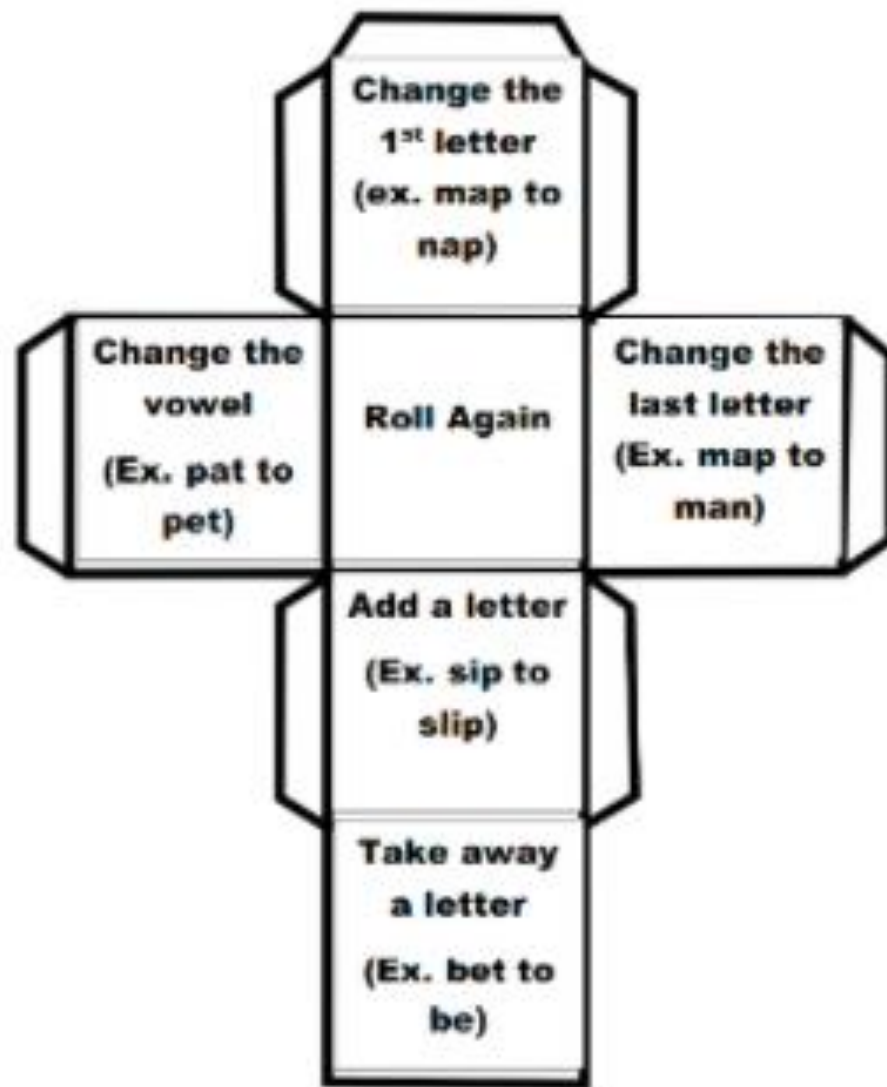 Change the
1st letter
(ex. map to
nap)
Change the
vowel
(Ex. pat to
pet)
Roll Again
Change the
last letter
(Ex. map to
man)
Add a letter
(Ex. sip to
slip)
Take away
a letter
(Ex. bet to
be)